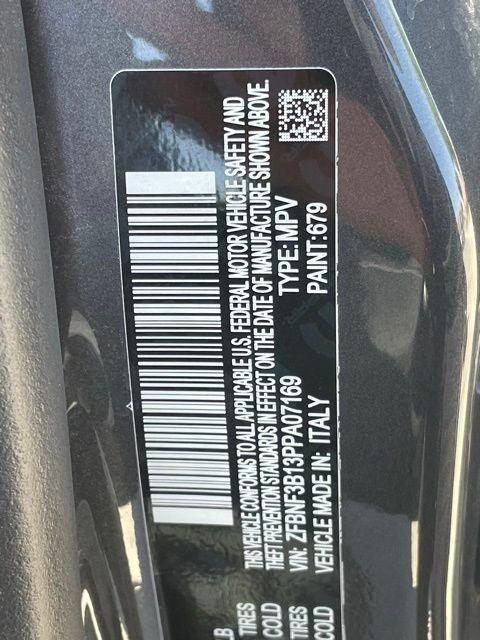 THIS VEHICLE CONFORMS TO ALL APPLICABLE U.S. FEDERAL MOTOR VEHICLE SAFETY AND
THEFT PREVENTION STANDARDS IN EFFECT ON THE DATE OF MANUFACTURE SHOWN ABOVE.
VIN: ZFBNF3B13PPA07169 TYPE: MPV
VEHICLE MADE IN: ITALY PAINT: 679
LB
TIRES
COLD
TIRES
COLD